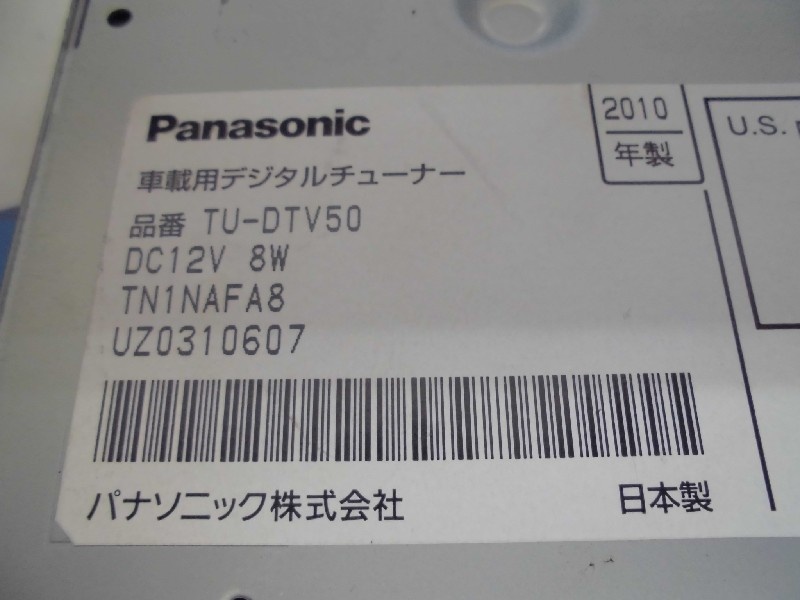 Panasonic
2010
年製
U.S.
車載用デジタルチューナー
品番 TU-DTV50
DC12V 8W
TN1NAFA8
UZ0310607
パナソニック株式会社
日本製